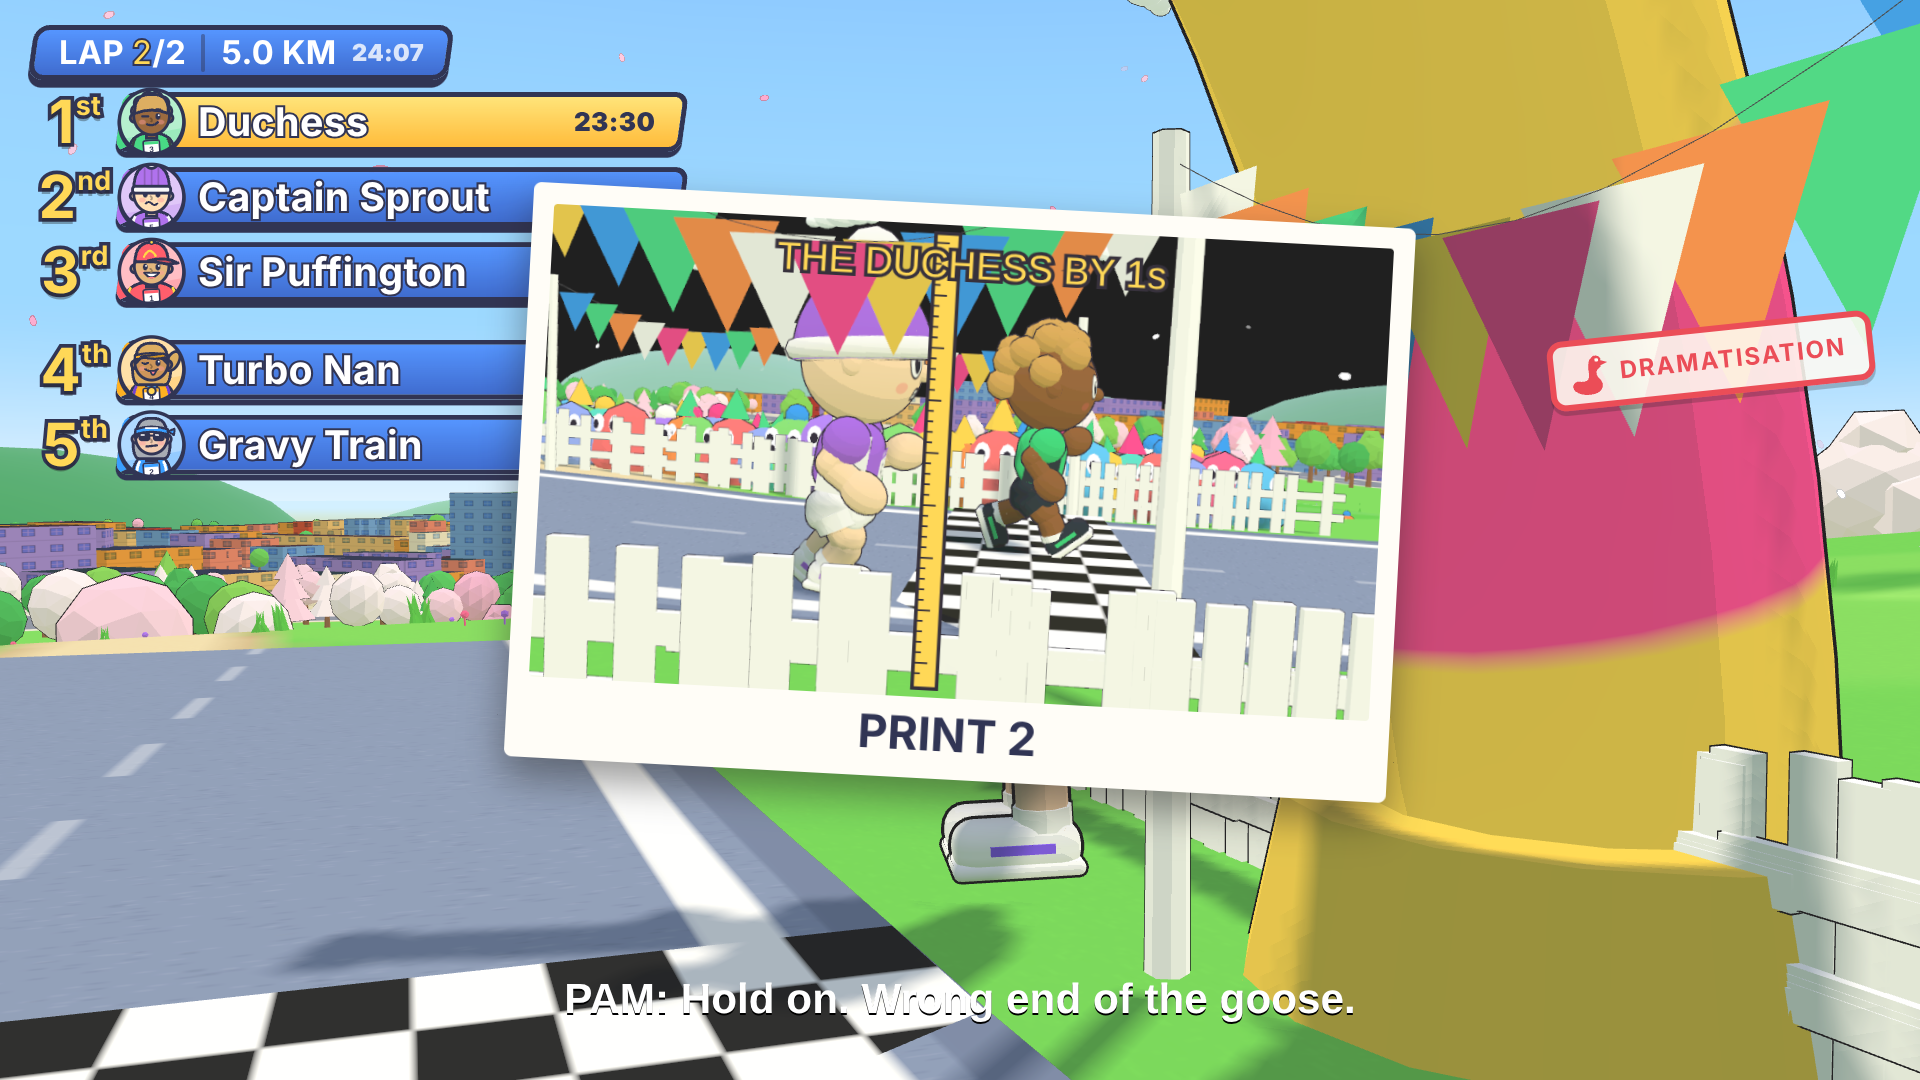 LAP 2/2 5.0 KM 24:07
1st Duchess 23:30
2nd Captain Sprout
3rd Sir Puffington
4th Turbo Nan
5th Gravy Train
THE DUCHESS BY 1s
DRAMATISATION
PRINT 2
PAM: Hold on. Wrong end of the goose.